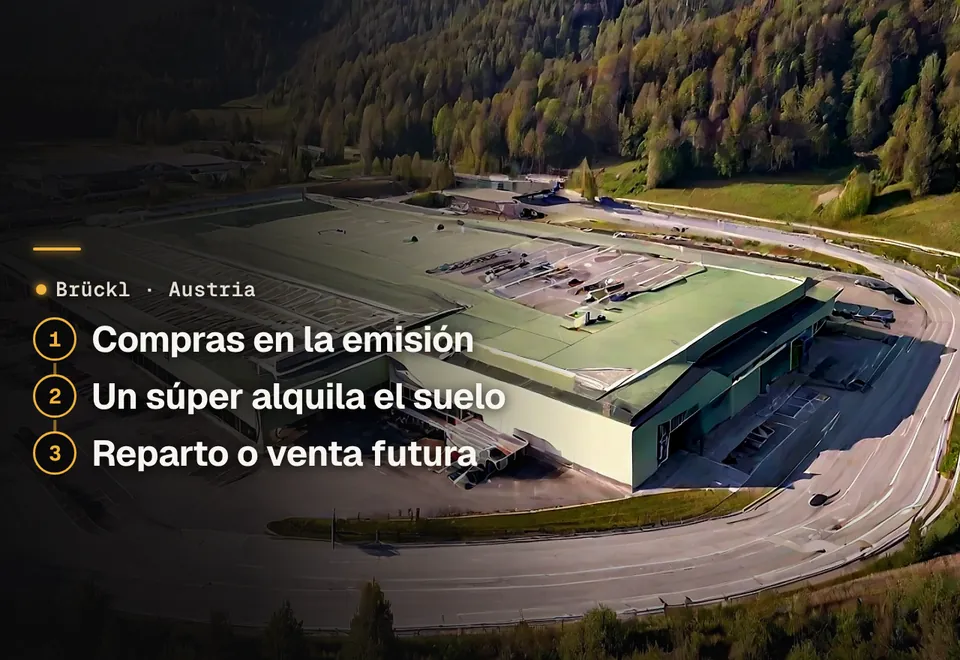 Brückl · Austria
1 Compras en la emisión
2 Un súper alquila el suelo
3 Reparto o venta futura